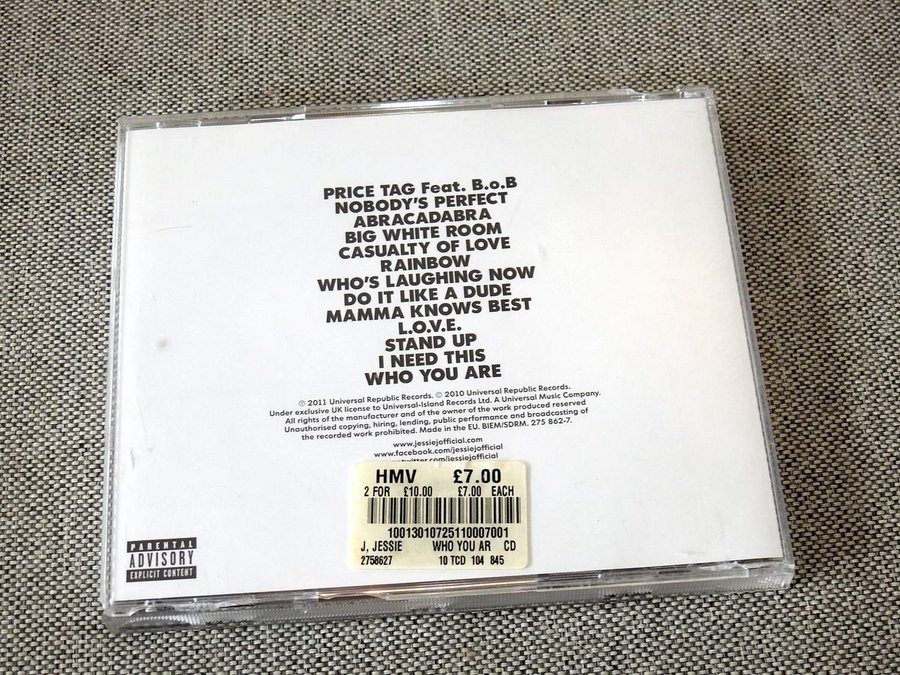 PRICE TAG Feat. B.o.B
NOBODY'S PERFECT
ABRACADABRA
BIG WHITE ROOM
CASUALTY OF LOVE
RAINBOW
WHO'S LAUGHING NOW
DO IT LIKE A DUDE
MAMMA KNOWS BEST
L.O.V.E.
STAND UP
I NEED THIS
WHO YOU ARE
℗ 2011 Universal Republic Records. © 2010 Universal Republic Records.
Under exclusive UK license to Universal-Island Records Ltd. A Universal Music Company.
All rights of the manufacturer and of the owner of the work produced reserved
Unauthorised copying, hiring, lending, public performance and broadcasting of
the recorded work prohibited. Made in the EU. BIEM/SDRM. 275 862-7.
www.jessiejofficial.com
www.facebook.com/jessiejofficial
twitter.com/jessiejofficial
HMV £7.00
2 FOR £10.00 £7.00 EACH
10013010725110007001
J, JESSIE WHO YOU AR CD
2758627 10 TCD 104 845
PARENTAL
ADVISORY
EXPLICIT CONTENT